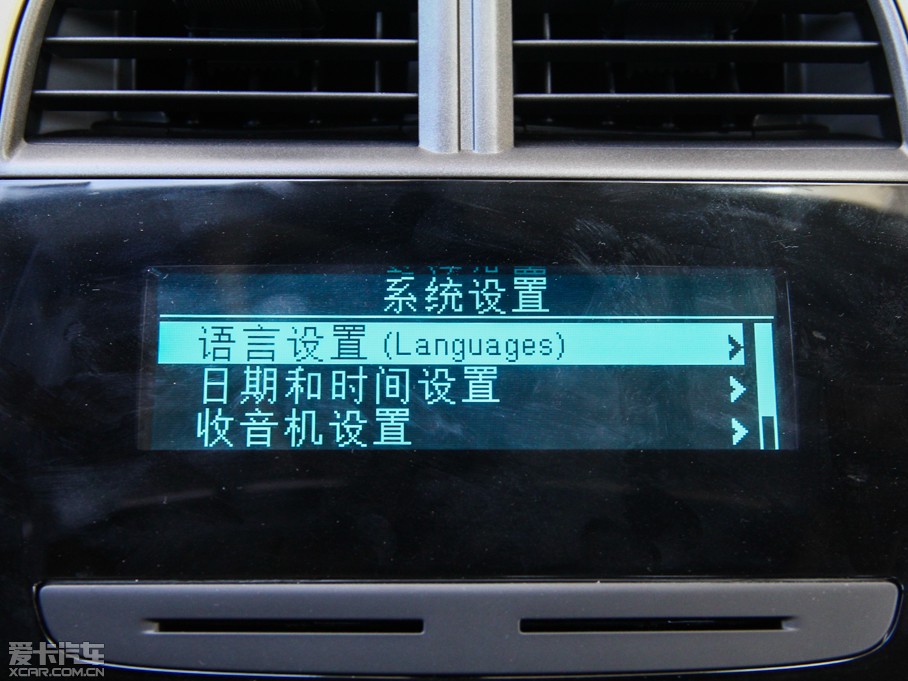 系统设置
语言设置 (Languages)
日期和时间设置
收音机设置
爱卡汽车
XCAR.COM.CN